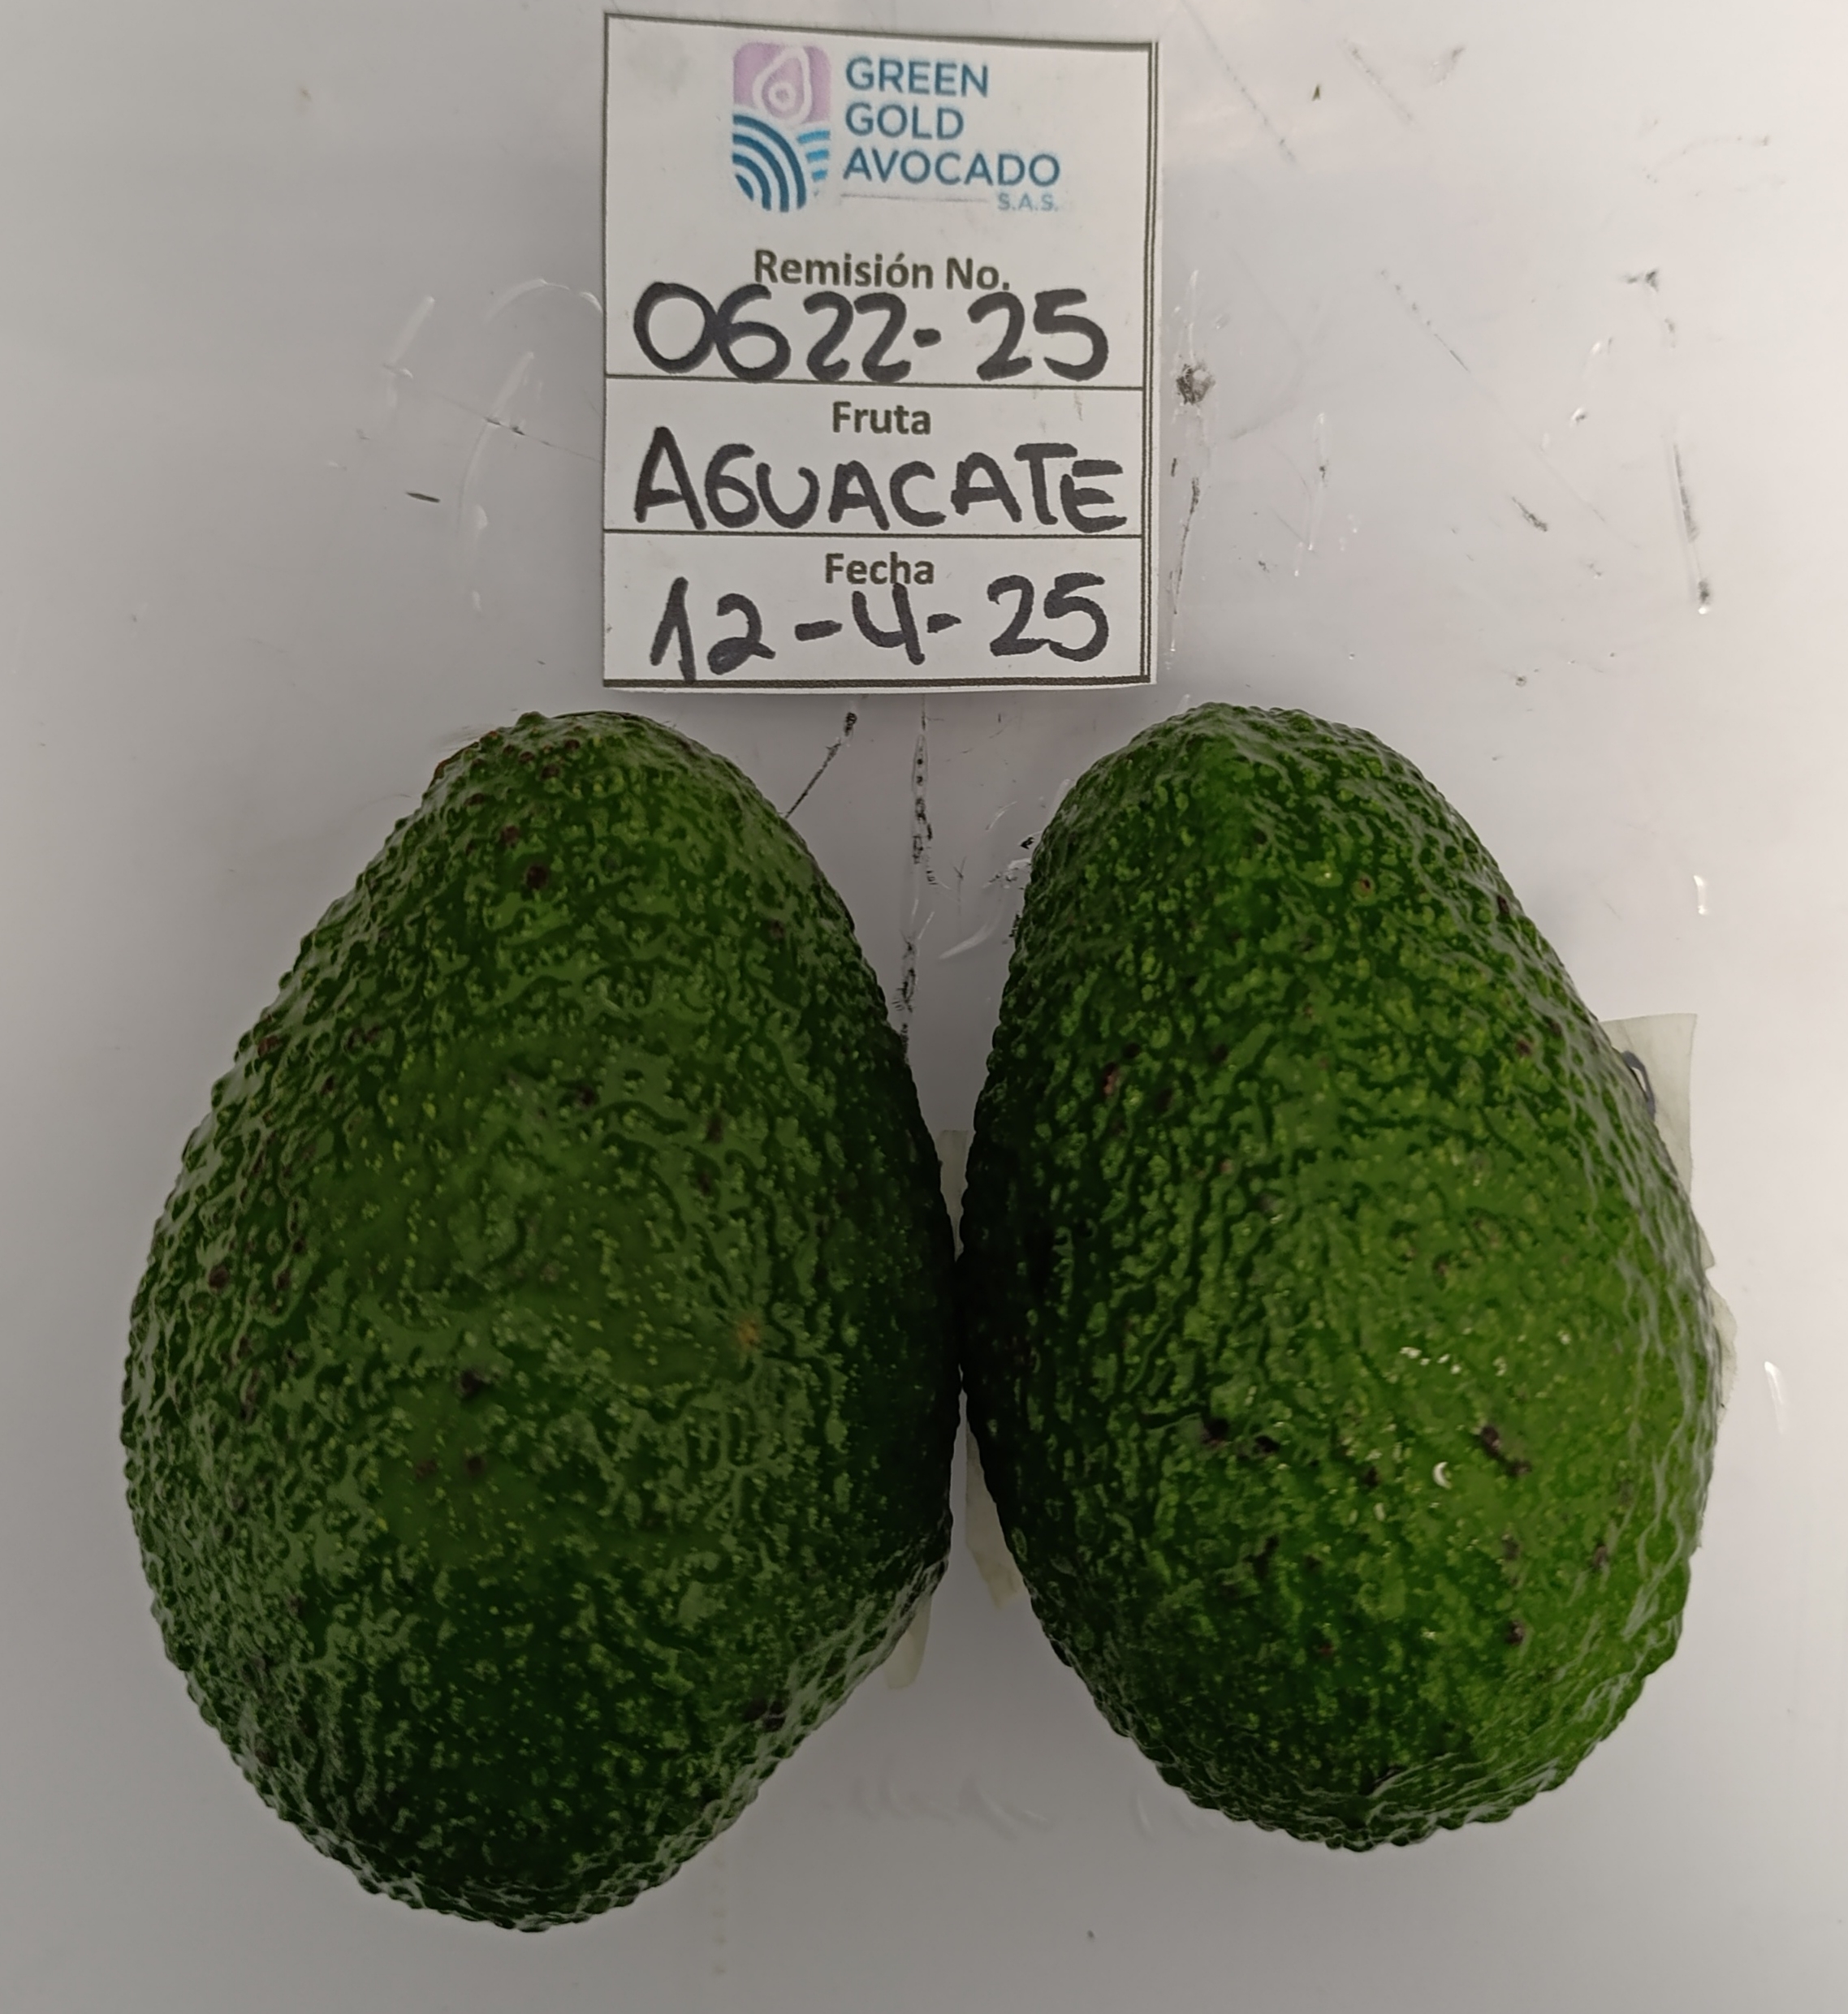 GREEN
GOLD
AVOCADO
S.A.S.
Remisión No.
0622-25
Fruta
AGUACATE
Fecha
12-4-25